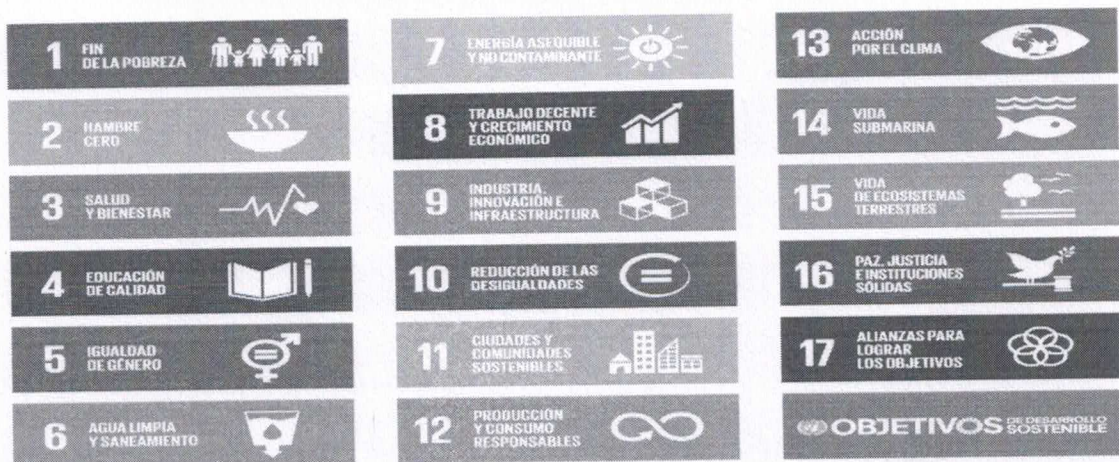 1 FIN
DE LA POBREZA
2 HAMBRE
CERO
3 SALUD
Y BIENESTAR
4 EDUCACIÓN
DE CALIDAD
5 IGUALDAD
DE GÉNERO
6 AGUA LIMPIA
Y SANEAMIENTO
7 ENERGÍA ASEQUIBLE
Y NO CONTAMINANTE
8 TRABAJO DECENTE
Y CRECIMIENTO
ECONÓMICO
9 INDUSTRIA,
INNOVACIÓN E
INFRAESTRUCTURA
10 REDUCCIÓN DE LAS
DESIGUALDADES
11 CIUDADES Y
COMUNIDADES
SOSTENIBLES
12 PRODUCCIÓN
Y CONSUMO
RESPONSABLES
13 ACCIÓN
POR EL CLIMA
14 VIDA
SUBMARINA
15 VIDA
DE ECOSISTEMAS
TERRESTRES
16 PAZ, JUSTICIA
E INSTITUCIONES
SÓLIDAS
17 ALIANZAS PARA
LOGRAR
LOS OBJETIVOS
OBJETIVOS DE DESARROLLO
SOSTENIBLE